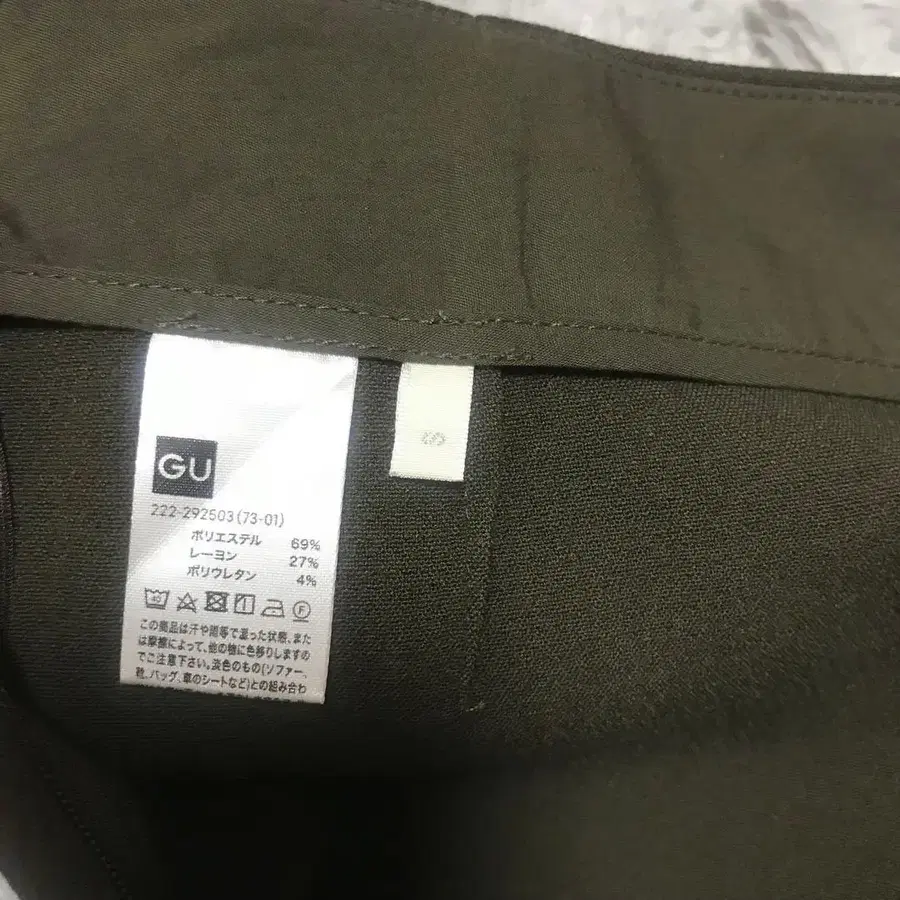 GU
222-292503(73-01)
ポリエステル 69%
レーヨン 27%
ポリウレタン 4%
40
F
この商品は汗や雨等で湿った状態、また
は摩擦によって、他の物に色移りしますの
でご注意下さい。淡色のもの(ソファー、
靴、バッグ、車のシートなど)との組み合わ
S